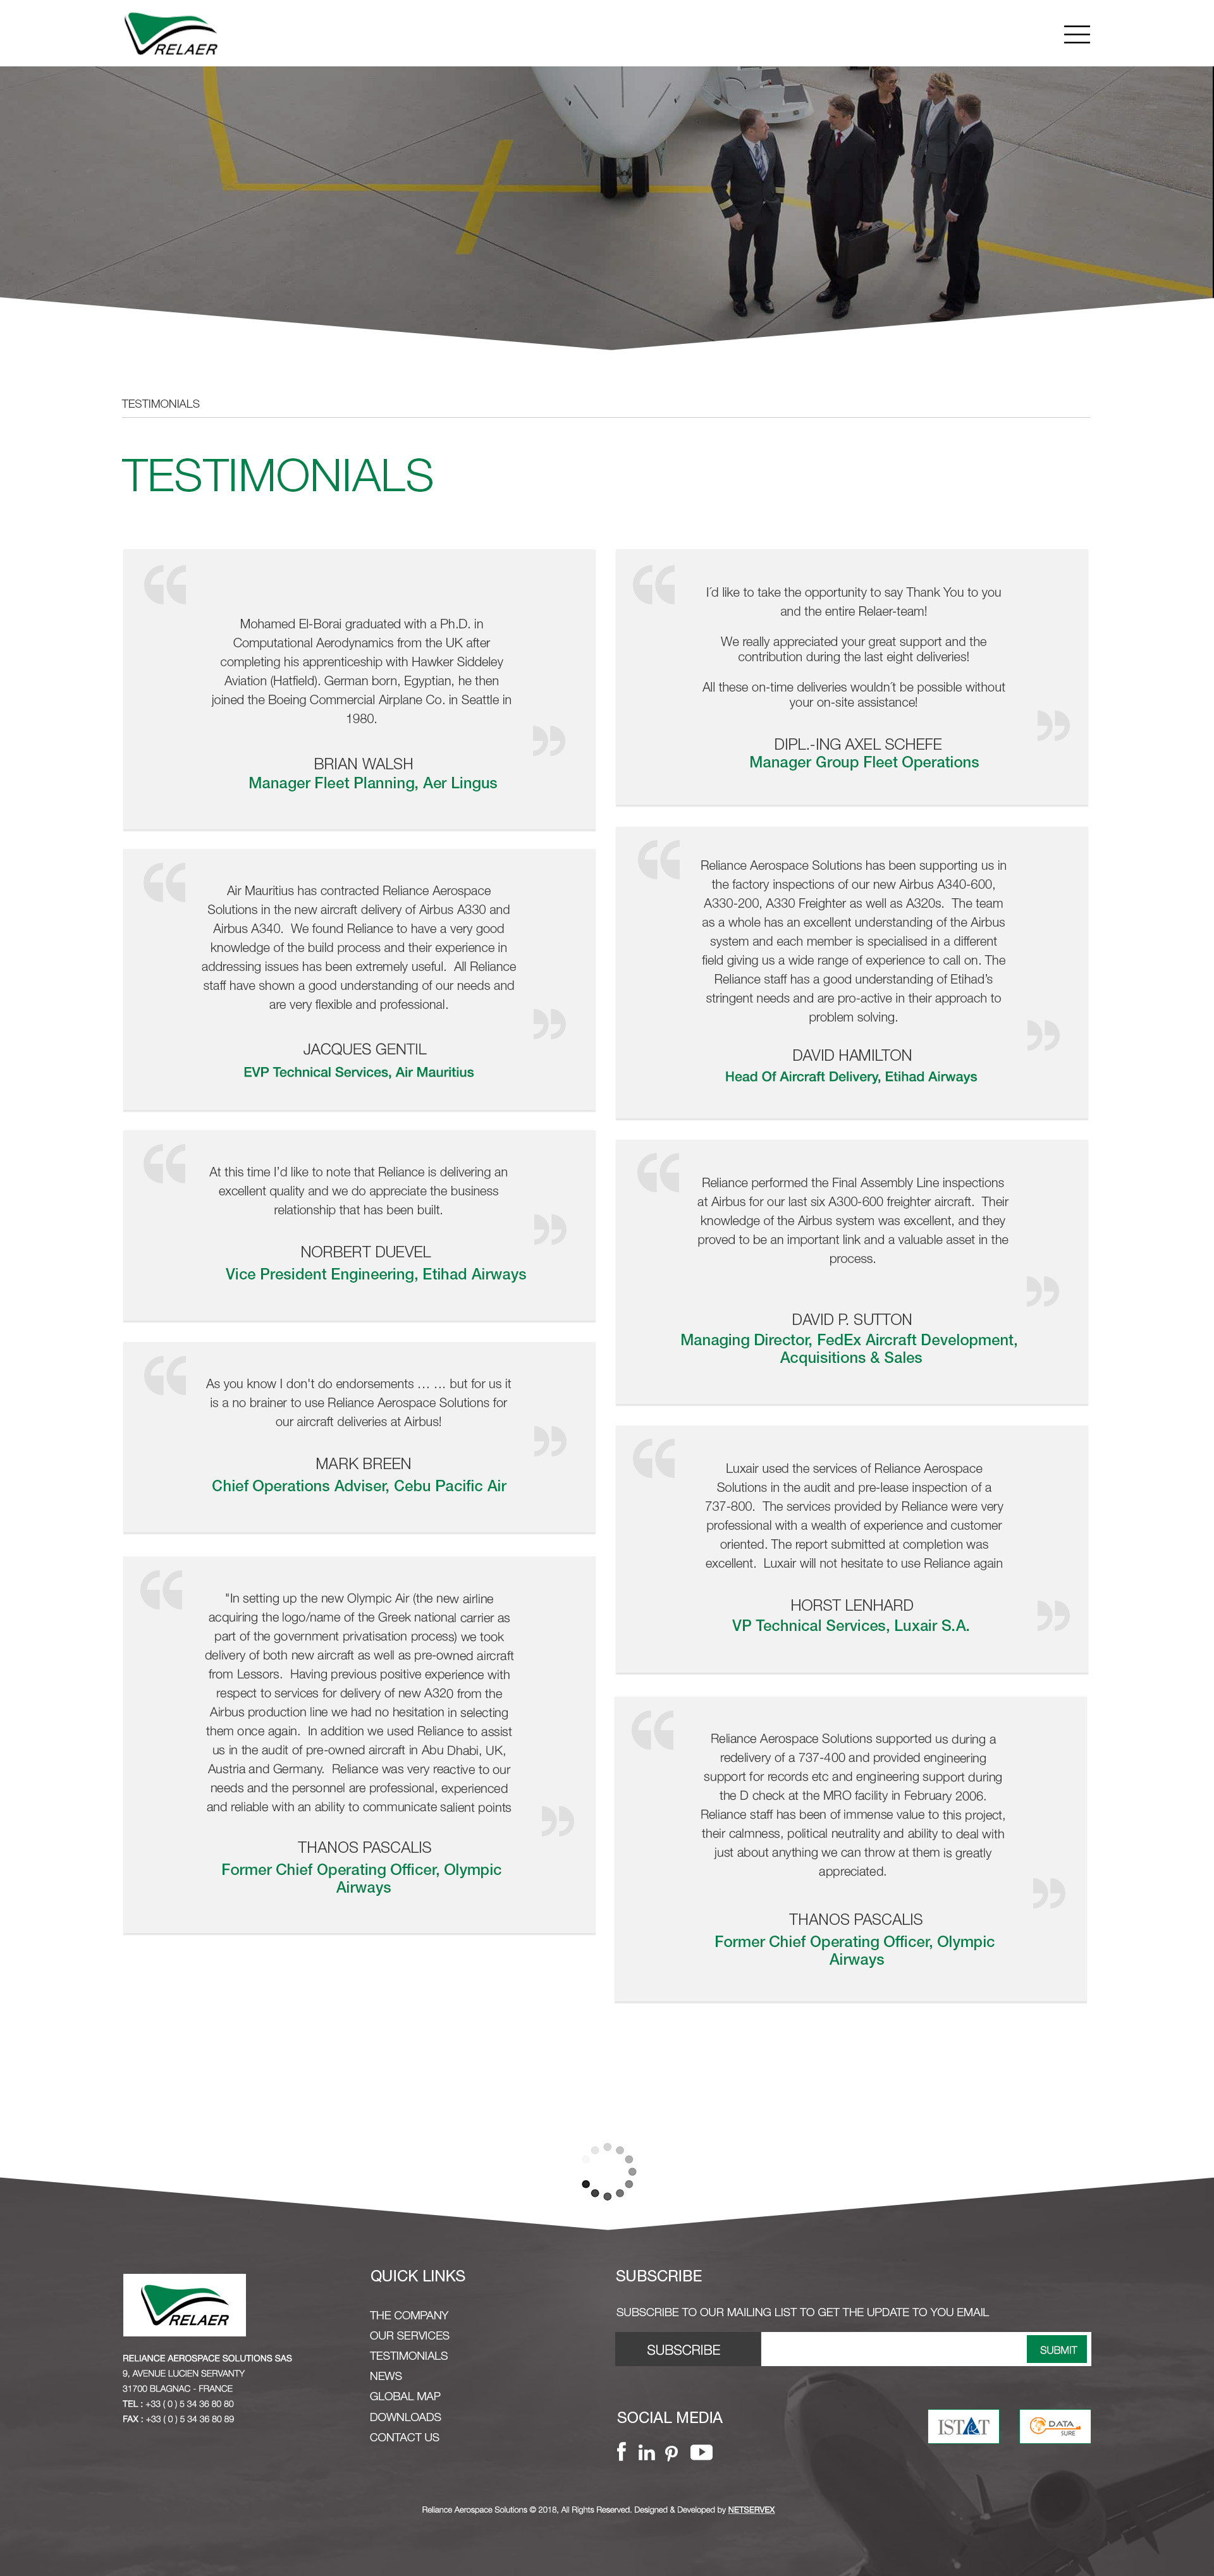 RELAER
TESTIMONIALS
TESTIMONIALS
Mohamed El-Borai graduated with a Ph.D. in
Computational Aerodynamics from the UK after
completing his apprenticeship with Hawker Siddeley
Aviation (Hatfield). German born, Egyptian, he then
joined the Boeing Commercial Airplane Co. in Seattle in
1980.
BRIAN WALSH
Manager Fleet Planning, Aer Lingus
Air Mauritius has contracted Reliance Aerospace
Solutions in the new aircraft delivery of Airbus A330 and
Airbus A340.  We found Reliance to have a very good
knowledge of the build process and their experience in
addressing issues has been extremely useful.  All Reliance
staff have shown a good understanding of our needs and
are very flexible and professional.
JACQUES GENTIL
EVP Technical Services, Air Mauritius
At this time I'd like to note that Reliance is delivering an
excellent quality and we do appreciate the business
relationship that has been built.
NORBERT DUEVEL
Vice President Engineering, Etihad Airways
As you know I don't do endorsements … … but for us it
is a no brainer to use Reliance Aerospace Solutions for
our aircraft deliveries at Airbus!
MARK BREEN
Chief Operations Adviser, Cebu Pacific Air
"In setting up the new Olympic Air (the new airline
acquiring the logo/name of the Greek national carrier as
part of the government privatisation process) we took
delivery of both new aircraft as well as pre-owned aircraft
from Lessors.  Having previous positive experience with
respect to services for delivery of new A320 from the
Airbus production line we had no hesitation in selecting
them once again.  In addition we used Reliance to assist
us in the audit of pre-owned aircraft in Abu Dhabi, UK,
Austria and Germany.  Reliance was very reactive to our
needs and the personnel are professional, experienced
and reliable with an ability to communicate salient points
THANOS PASCALIS
Former Chief Operating Officer, Olympic
Airways
I´d like to take the opportunity to say Thank You to you
and the entire Relaer-team!
We really appreciated your great support and the
contribution during the last eight deliveries!
All these on-time deliveries wouldn´t be possible without
your on-site assistance!
DIPL.-ING AXEL SCHEFE
Manager Group Fleet Operations
Reliance Aerospace Solutions has been supporting us in
the factory inspections of our new Airbus A340-600,
A330-200, A330 Freighter as well as A320s.  The team
as a whole has an excellent understanding of the Airbus
system and each member is specialised in a different
field giving us a wide range of experience to call on. The
Reliance staff has a good understanding of Etihad's
stringent needs and are pro-active in their approach to
problem solving.
DAVID HAMILTON
Head Of Aircraft Delivery, Etihad Airways
Reliance performed the Final Assembly Line inspections
at Airbus for our last six A300-600 freighter aircraft.  Their
knowledge of the Airbus system was excellent, and they
proved to be an important link and a valuable asset in the
process.
DAVID P. SUTTON
Managing Director, FedEx Aircraft Development,
Acquisitions & Sales
Luxair used the services of Reliance Aerospace
Solutions in the audit and pre-lease inspection of a
737-800.  The services provided by Reliance were very
professional with a wealth of experience and customer
oriented. The report submitted at completion was
excellent.  Luxair will not hesitate to use Reliance again
HORST LENHARD
VP Technical Services, Luxair S.A.
Reliance Aerospace Solutions supported us during a
redelivery of a 737-400 and provided engineering
support for records etc and engineering support during
the D check at the MRO facility in February 2006.
Reliance staff has been of immense value to this project,
their calmness, political neutrality and ability to deal with
just about anything we can throw at them is greatly
appreciated.
THANOS PASCALIS
Former Chief Operating Officer, Olympic
Airways
RELAER
RELIANCE AEROSPACE SOLUTIONS SAS
9, AVENUE LUCIEN SERVANTY
31700 BLAGNAC - FRANCE
TEL : +33 ( 0 ) 5 34 36 80 80
FAX : +33 ( 0 ) 5 34 36 80 89
QUICK LINKS
THE COMPANY
OUR SERVICES
TESTIMONIALS
NEWS
GLOBAL MAP
DOWNLOADS
CONTACT US
SUBSCRIBE
SUBSCRIBE TO OUR MAILING LIST TO GET THE UPDATE TO YOU EMAIL
SUBSCRIBE
SUBMIT
SOCIAL MEDIA
ISTAT
DATA
SURE
Reliance Aerospace Solutions © 2018, All Rights Reserved. Designed & Developed by NETSERVEX